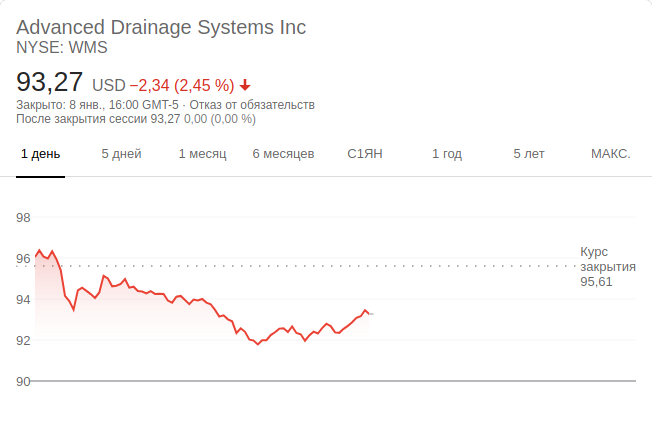 Advanced Drainage Systems Inc
NYSE: WMS
93,27 USD −2,34 (2,45 %)
Закрыто: 8 янв., 16:00 GMT-5 · Отказ от обязательств
После закрытия сессии 93,27 0,00 (0,00 %)
1 день 5 дней 1 месяц 6 месяцев С1ЯН 1 год 5 лет МАКС.
98
96
94
92
90
Курс
закрытия
95,61